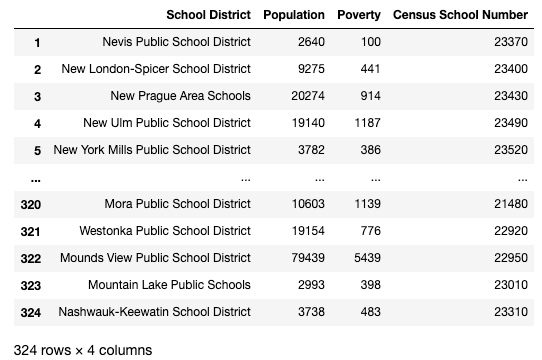 School District Population Poverty Census School Number
1 Nevis Public School District 2640 100 23370
2 New London-Spicer School District 9275 441 23400
3 New Prague Area Schools 20274 914 23430
4 New Ulm Public School District 19140 1187 23490
5 New York Mills Public School District 3782 386 23520
... ... ... ... ...
320 Mora Public School District 10603 1139 21480
321 Westonka Public School District 19154 776 22920
322 Mounds View Public School District 79439 5439 22950
323 Mountain Lake Public Schools 2993 398 23010
324 Nashwauk-Keewatin School District 3738 483 23310
324 rows × 4 columns